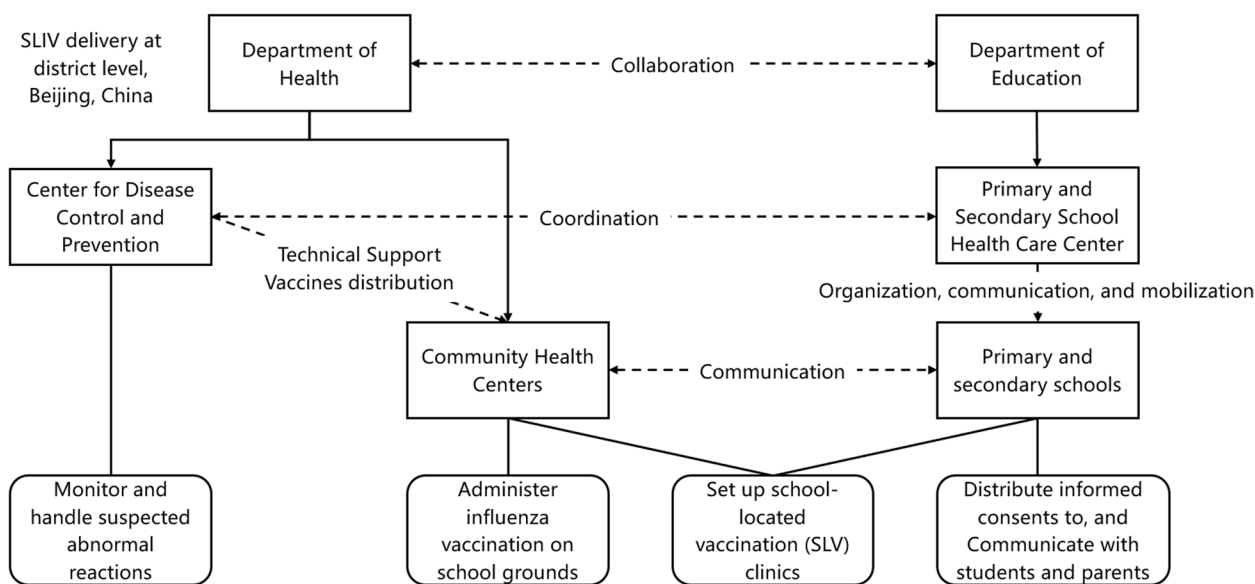 SLIV delivery at
district level,
Beijing, China
Department of
Health
Collaboration
Department of
Education
Center for Disease
Control and
Prevention
Coordination
Primary and
Secondary School
Health Care Center
Technical Support
Vaccines distribution
Organization, communication, and mobilization
Community Health
Centers
Communication
Primary and
secondary schools
Monitor and
handle suspected
abnormal
reactions
Administer
influenza
vaccination on
school grounds
Set up school-
located
vaccination (SLV)
clinics
Distribute informed
consents to, and
Communicate with
students and parents